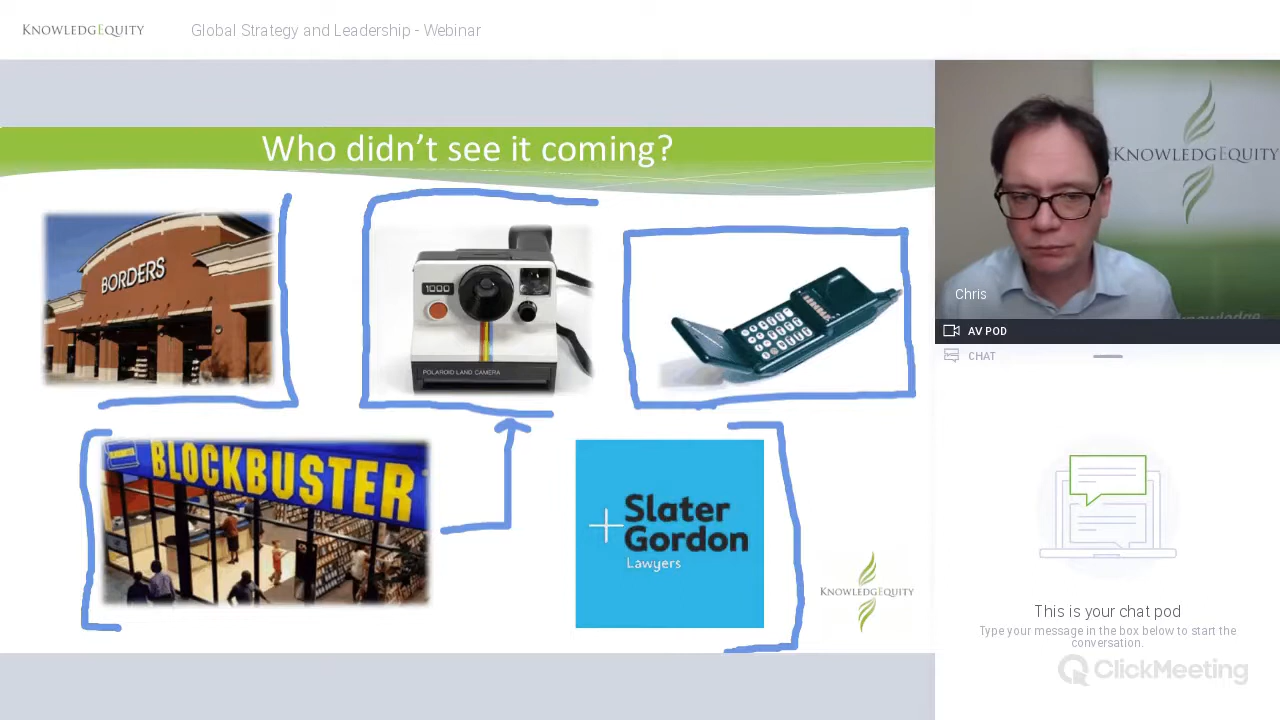 KNOWLEDGEQUITY
Global Strategy and Leadership - Webinar
Who didn't see it coming?
BORDERS
1000
POLAROID LAND CAMERA
BLOCKBUSTER
Slater
Gordon
Lawyers
KNOWLEDGEQUITY
KNOWLEDGEQUITY
knowledge
Chris
AV POD
CHAT
This is your chat pod
Type your message in the box below to start the
conversation.
ClickMeeting